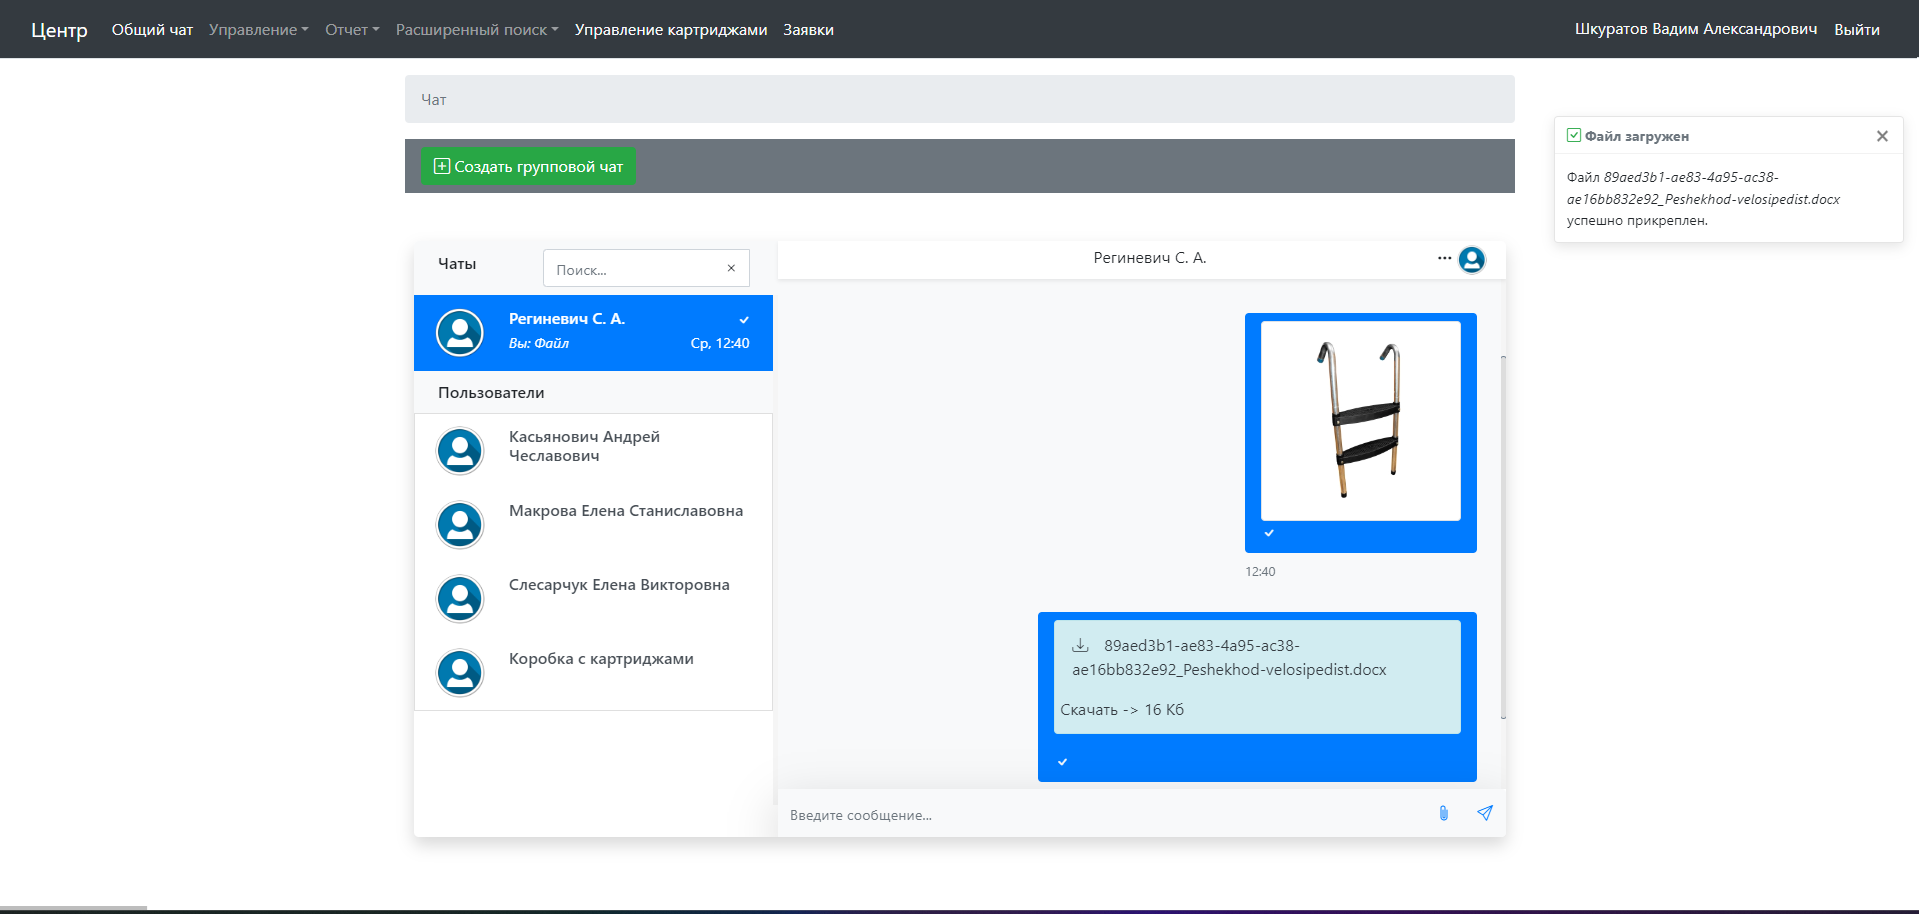 Центр Общий чат Управление Отчет Расширенный поиск Управление картриджами Заявки Шкуратов Вадим Александрович Выйти
Чат
Создать групповой чат
Файл загружен
Файл 89aed3b1-ae83-4a95-ac38-
ae16bb832e92_Peshekhod-velosipedist.docx
успешно прикреплен.
Чаты
Поиск...
Региневич С. А.
Вы: Файл Ср, 12:40
Пользователи
Касьянович Андрей
Чеславович
Макрова Елена Станиславовна
Слесарчук Елена Викторовна
Коробка с картриджами
Региневич С. А.
12:40
89aed3b1-ae83-4a95-ac38-
ae16bb832e92_Peshekhod-velosipedist.docx
Скачать -> 16 Кб
Введите сообщение...